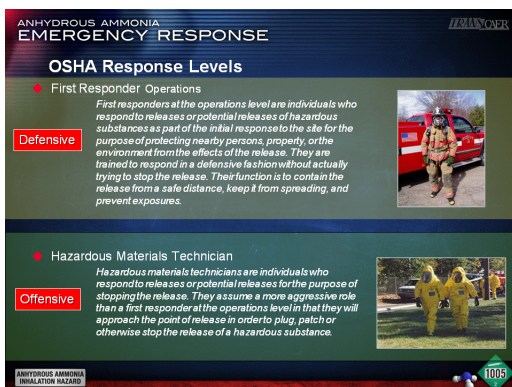 ANHYDROUS AMMONIA
EMERGENCY RESPONSE
TRANSCAER
OSHA Response Levels
First Responder Operations
First responders at the operations level are individuals who
respond to releases or potential releases of hazardous
substances as part of the initial response to the site for the
purpose of protecting nearby persons, property, or the
environment from the effects of the release. They are
trained to respond in a defensive fashion without actually
trying to stop the release. Their function is to contain the
release from a safe distance, keep it from spreading, and
prevent exposures.
Defensive
Hazardous Materials Technician
Hazardous materials technicians are individuals who
respond to releases or potential releases for the purpose of
stopping the release. They assume a more aggressive role
than a first responder at the operations level in that they will
approach the point of release in order to plug, patch or
otherwise stop the release of a hazardous substance.
Offensive
ANHYDROUS AMMONIA
INHALATION HAZARD
1005
2